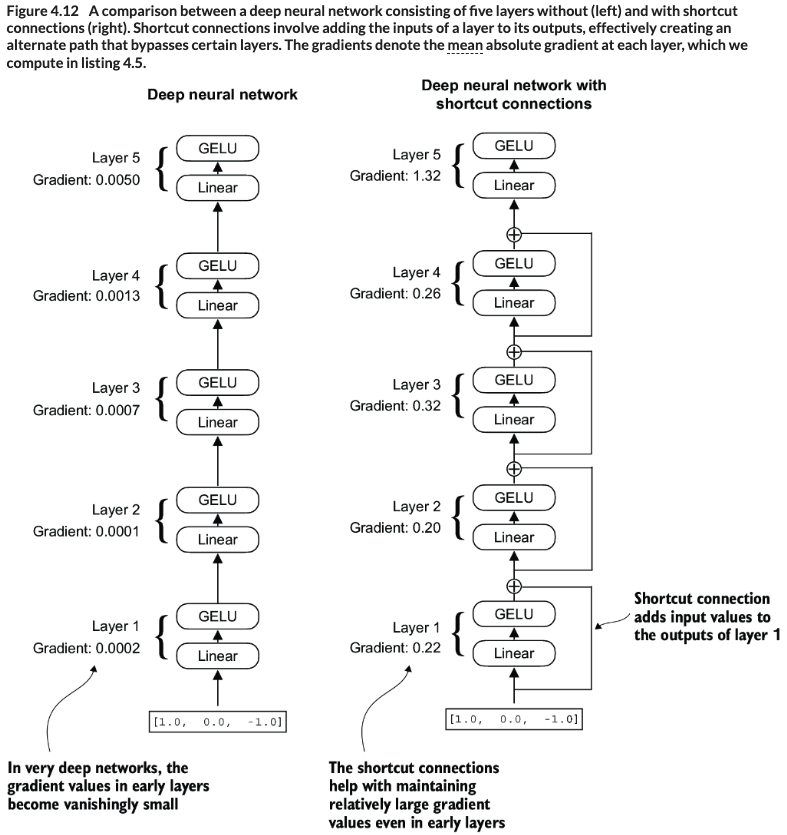 Figure 4.12 A comparison between a deep neural network consisting of five layers without (left) and with shortcut
connections (right). Shortcut connections involve adding the inputs of a layer to its outputs, effectively creating an
alternate path that bypasses certain layers. The gradients denote the mean absolute gradient at each layer, which we
compute in listing 4.5.
Deep neural network
GELU
Layer 5
Gradient: 0.0050
Linear
GELU
Layer 4
Gradient: 0.0013
Linear
GELU
Layer 3
Gradient: 0.0007
Linear
GELU
Layer 2
Gradient: 0.0001
Linear
GELU
Layer 1
Gradient: 0.0002
Linear
[1.0, 0.0, -1.0]
In very deep networks, the
gradient values in early layers
become vanishingly small
Deep neural network with
shortcut connections
GELU
Layer 5
Gradient: 1.32
Linear
GELU
Layer 4
Gradient: 0.26
Linear
GELU
Layer 3
Gradient: 0.32
Linear
GELU
Layer 2
Gradient: 0.20
Linear
GELU
Layer 1
Gradient: 0.22
Linear
[1.0, 0.0, -1.0]
Shortcut connection
adds input values to
the outputs of layer 1
The shortcut connections
help with maintaining
relatively large gradient
values even in early layers